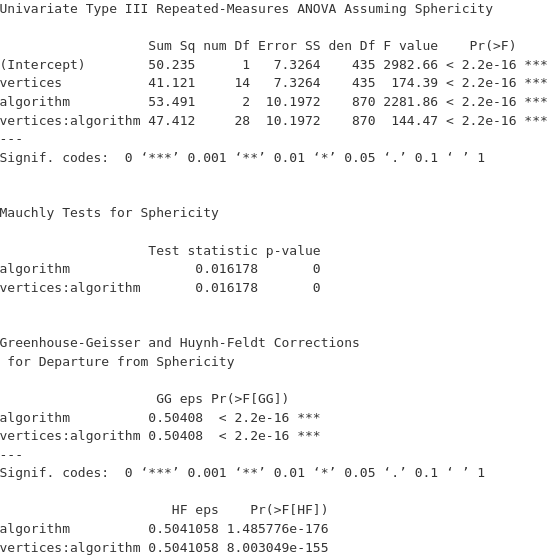 Univariate Type III Repeated-Measures ANOVA Assuming Sphericity
Sum Sq num Df Error SS den Df F value    Pr(>F)
(Intercept)        50.235      1   7.3264    435 2982.66 < 2.2e-16 ***
vertices           41.121     14   7.3264    435  174.39 < 2.2e-16 ***
algorithm          53.491      2  10.1972    870 2281.86 < 2.2e-16 ***
vertices:algorithm 47.412     28  10.1972    870  144.47 < 2.2e-16 ***
---
Signif. codes:  0 ‘***’ 0.001 ‘**’ 0.01 ‘*’ 0.05 ‘.’ 0.1 ‘ ’ 1
Mauchly Tests for Sphericity
Test statistic p-value
algorithm                0.016178       0
vertices:algorithm       0.016178       0
Greenhouse-Geisser and Huynh-Feldt Corrections
for Departure from Sphericity
GG eps Pr(>F[GG])
algorithm          0.50408  < 2.2e-16 ***
vertices:algorithm 0.50408  < 2.2e-16 ***
---
Signif. codes:  0 ‘***’ 0.001 ‘**’ 0.01 ‘*’ 0.05 ‘.’ 0.1 ‘ ’ 1
HF eps    Pr(>F[HF])
algorithm          0.5041058 1.485776e-176
vertices:algorithm 0.5041058 8.003049e-155